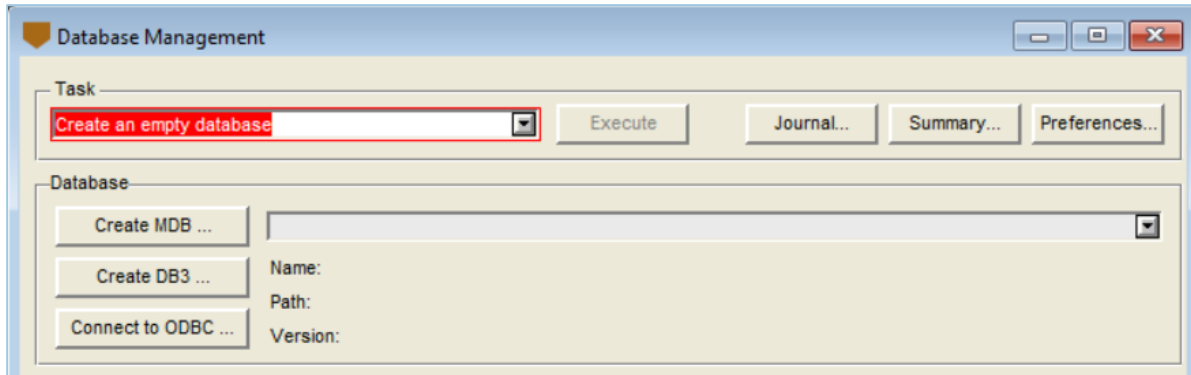 Database Management
Task
Create an empty database
Execute
Journal...
Summary...
Preferences...
Database
Create MDB ...
Create DB3 ...
Name:
Path:
Connect to ODBC ...
Version: